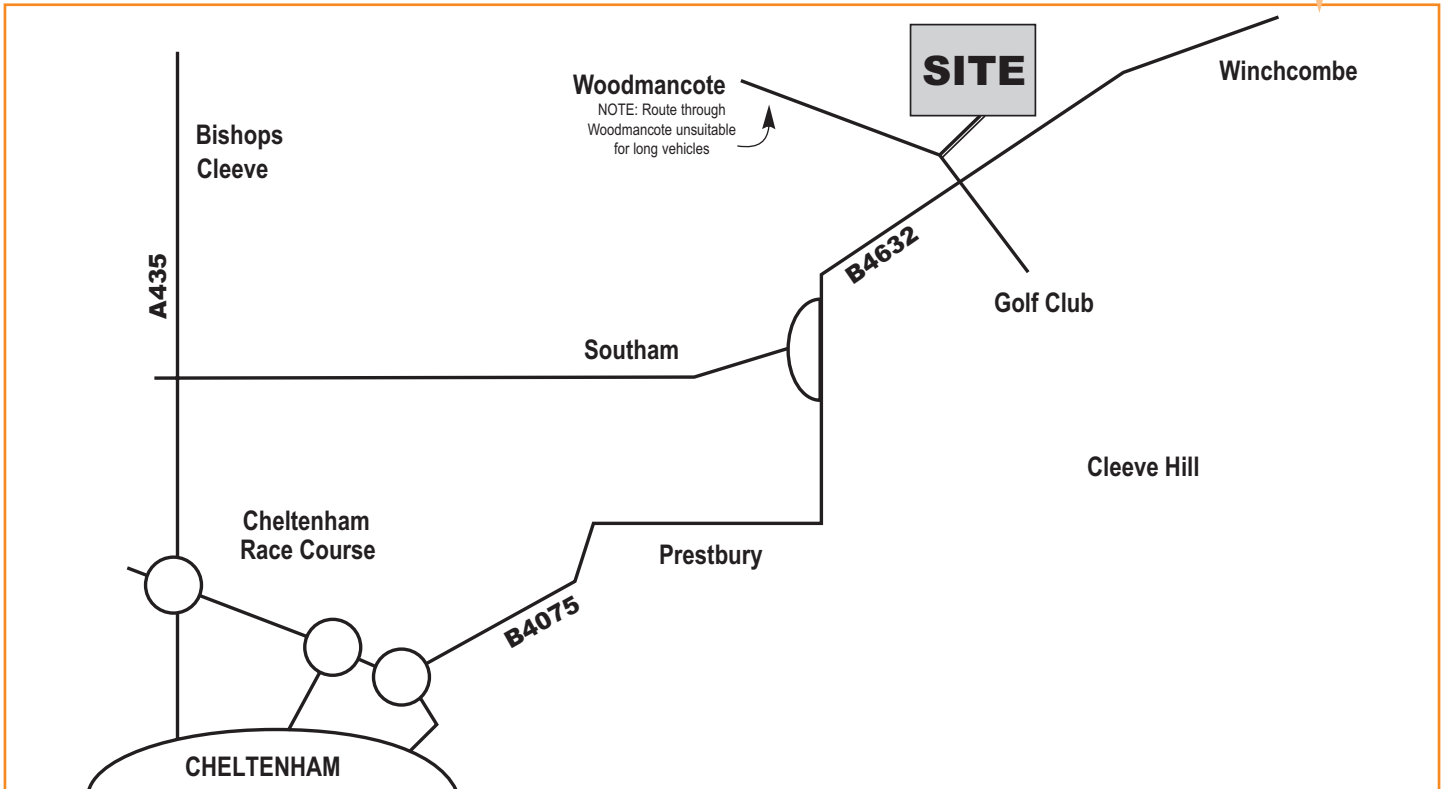 SITE
Winchcombe
Woodmancote
NOTE: Route through
Woodmancote unsuitable
for long vehicles
Bishops
Cleeve
A435
B4632
Golf Club
Southam
Cleeve Hill
Cheltenham
Race Course
Prestbury
B4075
CHELTENHAM